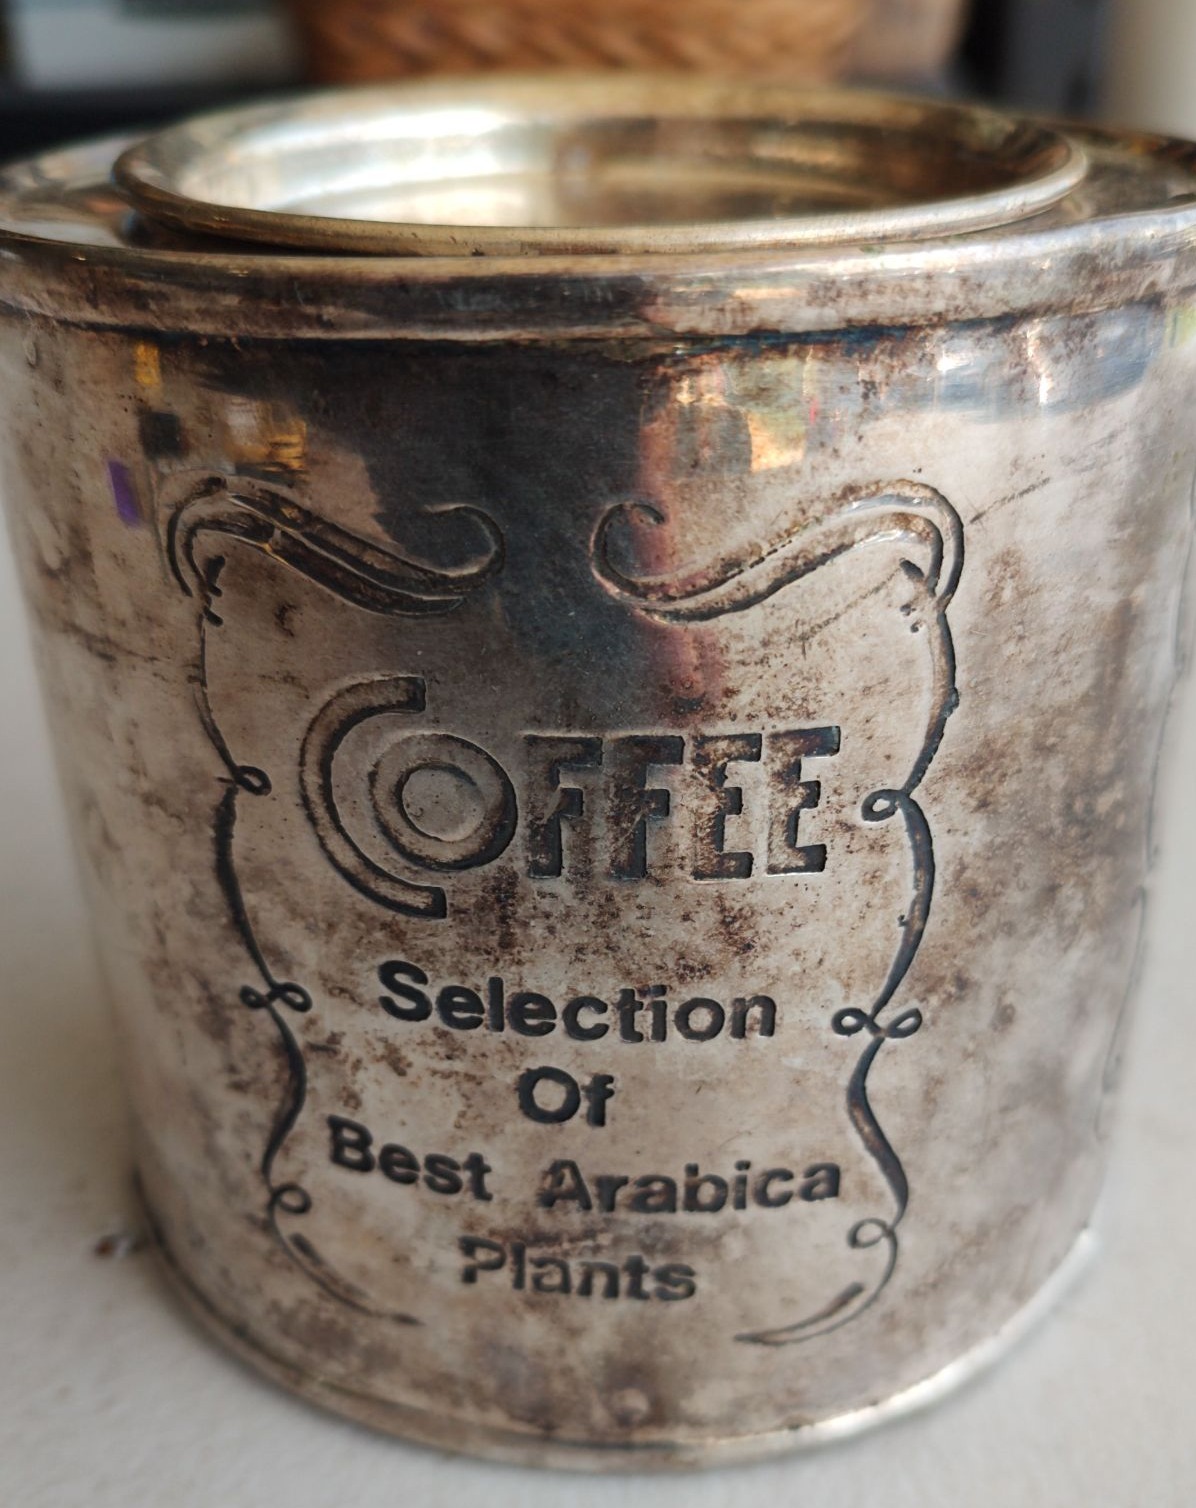 COFFEE
Selection
Of
Best Arabica
Plants